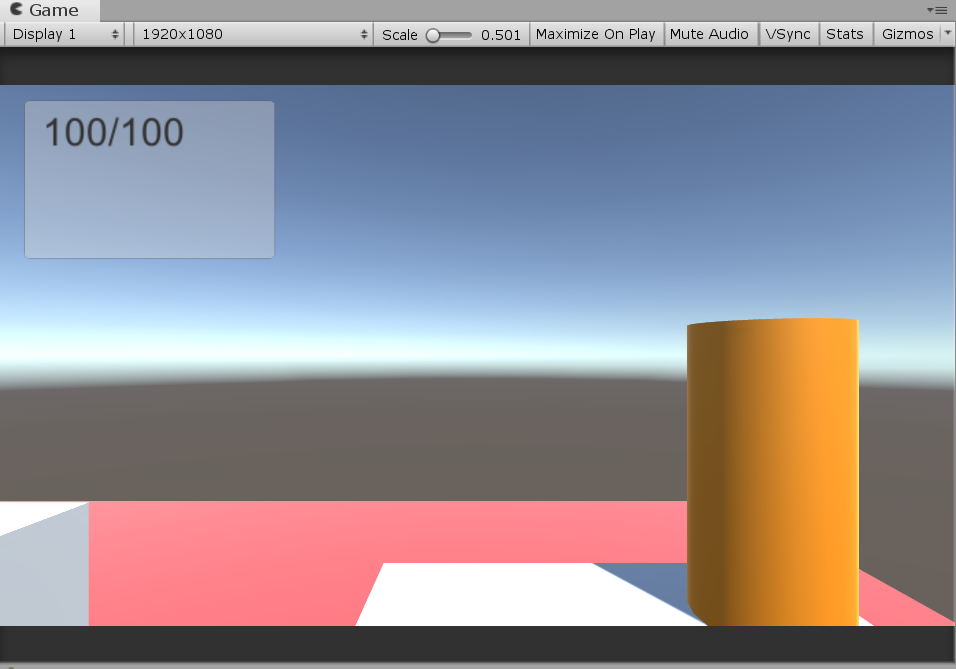 Game
Display 1 1920x1080 Scale 0.501 Maximize On Play Mute Audio VSync Stats Gizmos
100/100